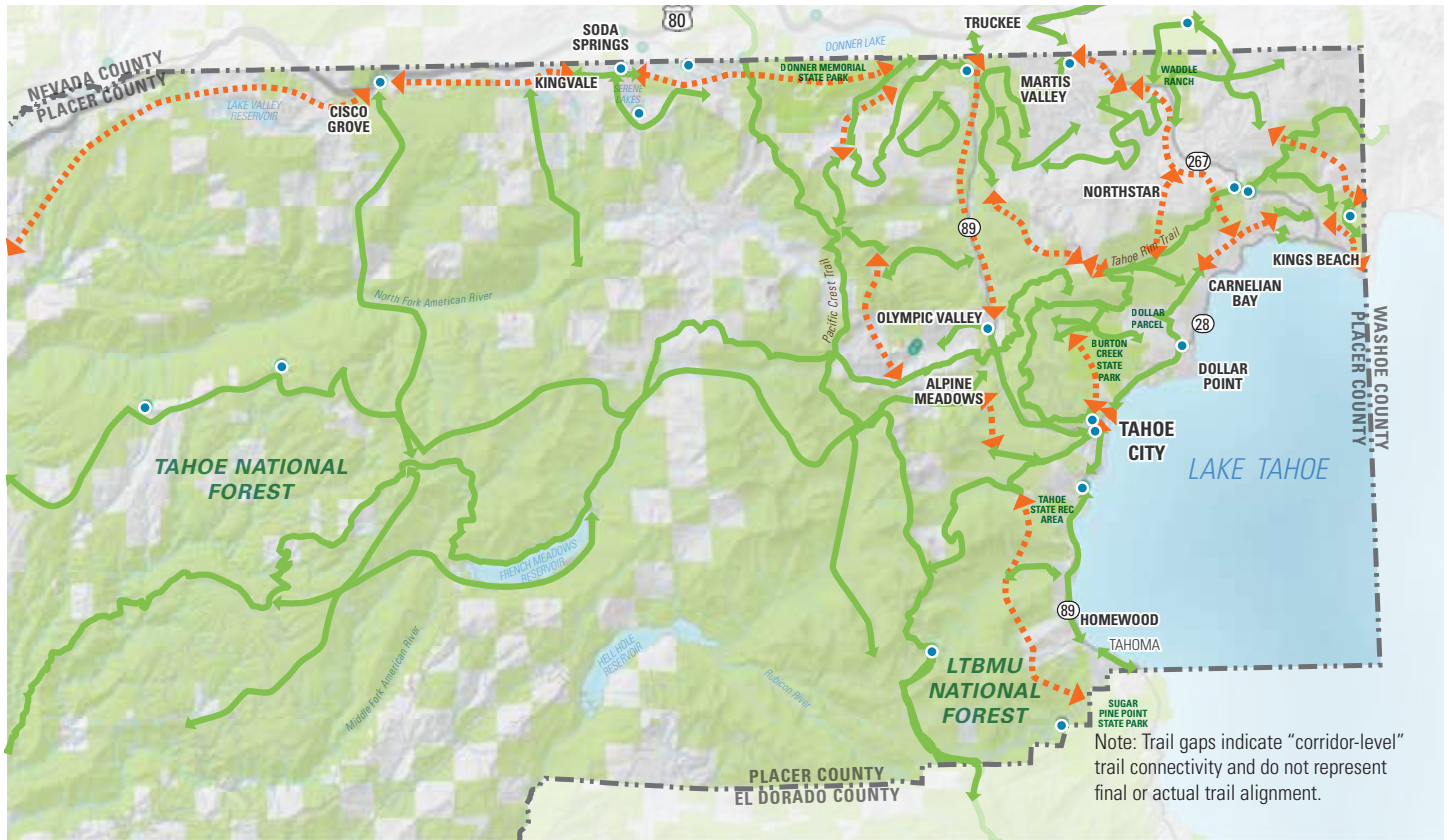 80
TRUCKEE
SODA
SPRINGS
DONNER LAKE
NEVADA COUNTY
PLACER COUNTY
DONNER MEMORIAL
STATE PARK
KINGVALE
MARTIS
VALLEY
WADDLE
RANCH
SERENE
LAKES
LAKE VALLEY
RESERVOIR
CISCO
GROVE
267
NORTHSTAR
89
Tahoe Rim Trail
KINGS BEACH
CARNELIAN
BAY
North Fork American River
Pacific Crest Trail
OLYMPIC VALLEY
DOLLAR
PARCEL
28
WASHOE COUNTY
PLACER COUNTY
BURTON
CREEK
STATE
PARK
DOLLAR
POINT
ALPINE
MEADOWS
TAHOE
CITY
TAHOE NATIONAL
FOREST
LAKE TAHOE
TAHOE
STATE REC
AREA
FRENCH MEADOWS
RESERVOIR
89
HOMEWOOD
TAHOMA
HELL HOLE
RESERVOIR
Middle Fork American River
Rubicon River
LTBMU
NATIONAL
FOREST
SUGAR
PINE POINT
STATE PARK
Note: Trail gaps indicate “corridor-level”
trail connectivity and do not represent
final or actual trail alignment.
PLACER COUNTY
EL DORADO COUNTY